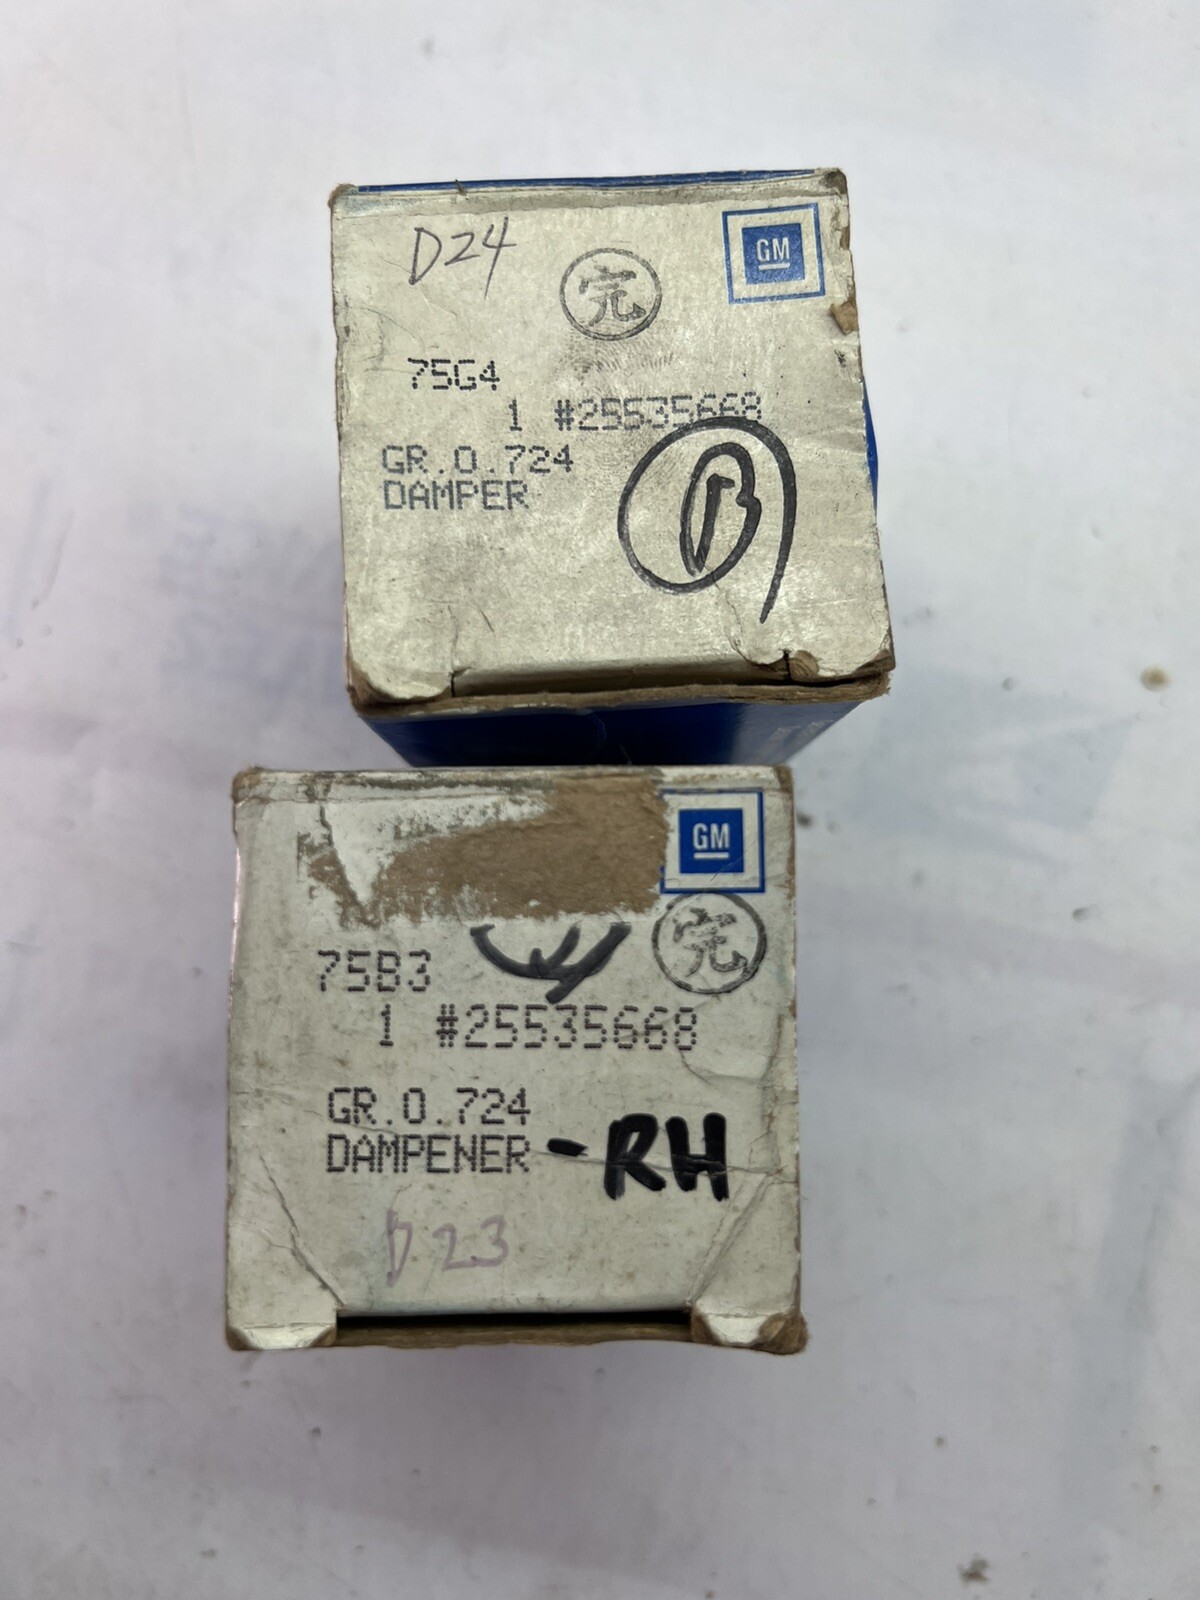 D24
完
GM
75G4
1 #25535668
GR.0.724
DAMPER
GM
完
75B3
1 #25535668
GR.0.724
DAMPENER -RH
D23